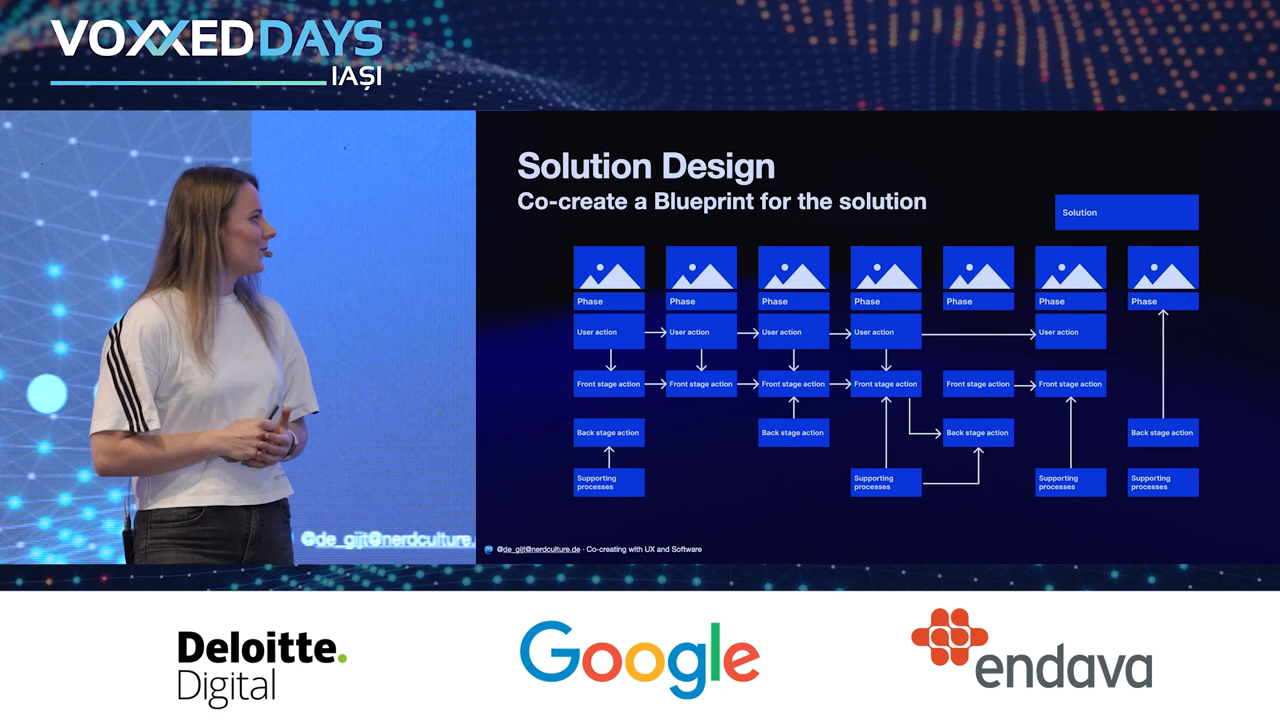 VOXXEDDAYS
IAȘI
Solution Design
Co-create a Blueprint for the solution
Solution
Phase Phase Phase Phase Phase Phase Phase
User action User action User action User action User action
Front stage action Front stage action Front stage action Front stage action Front stage action Front stage action
Back stage action Back stage action Back stage action Back stage action
Supporting processes Supporting processes Supporting processes Supporting processes
@de_gijt@nerdculture.
@de_gijt@nerdculture.de · Co-creating with UX and Software
Deloitte.
Digital
Google
endava